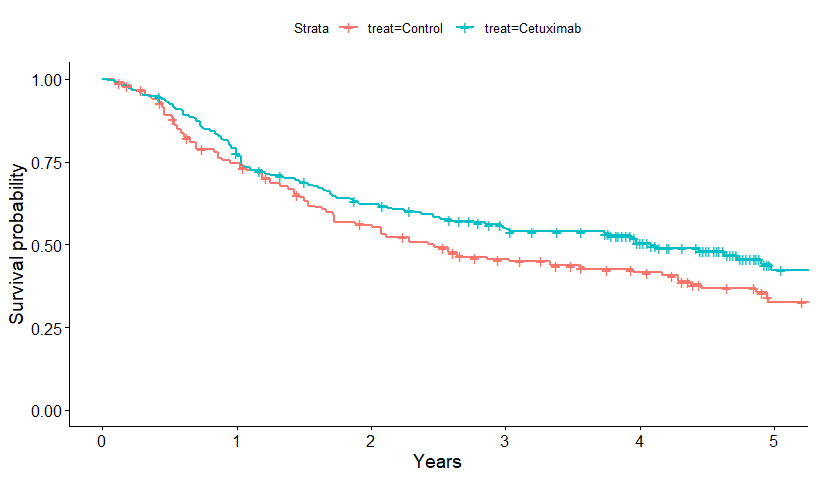 Strata treat=Control treat=Cetuximab
1.00
0.75
0.50
0.25
0.00
Survival probability
0 1 2 3 4 5
Years